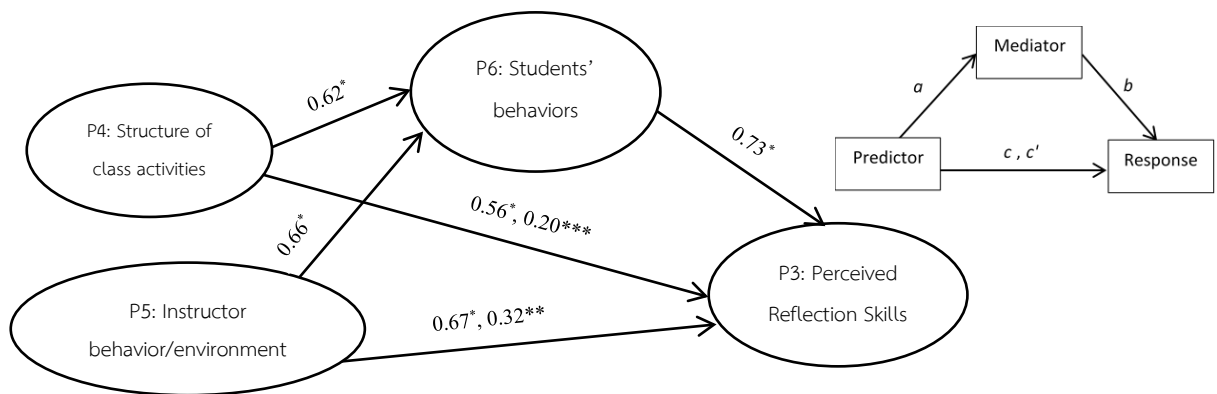 P6: Students’
behaviors
P4: Structure of
class activities
P5: Instructor
behavior/environment
P3: Perceived
Reflection Skills
0.62*
0.66*
0.73*
0.56*, 0.20***
0.67*, 0.32**
Mediator
a
b
Predictor
c , c'
Response